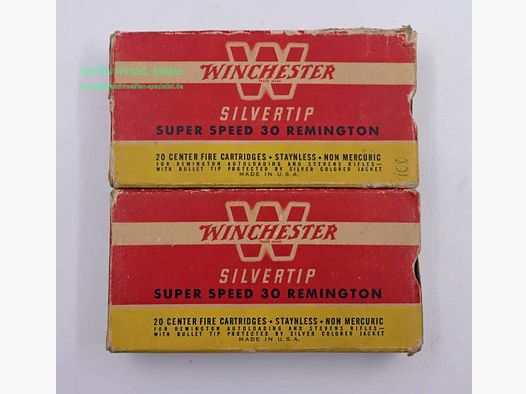 W
WINCHESTER
TRADE MARK
SILVERTIP
SUPER SPEED 30 REMINGTON
20 CENTER FIRE CARTRIDGES • STAYNLESS • NON MERCURIC
FOR REMINGTON AUTOLOADING AND STEVENS RIFLES—
WITH BULLET TIP PROTECTED BY SILVER COLORED JACKET
MADE IN U.S.A.
100
W
WINCHESTER
TRADE MARK
SILVERTIP
SUPER SPEED 30 REMINGTON
20 CENTER FIRE CARTRIDGES • STAYNLESS • NON MERCURIC
FOR REMINGTON AUTOLOADING AND STEVENS RIFLES—
WITH BULLET TIP PROTECTED BY SILVER COLORED JACKET
MADE IN U.S.A.